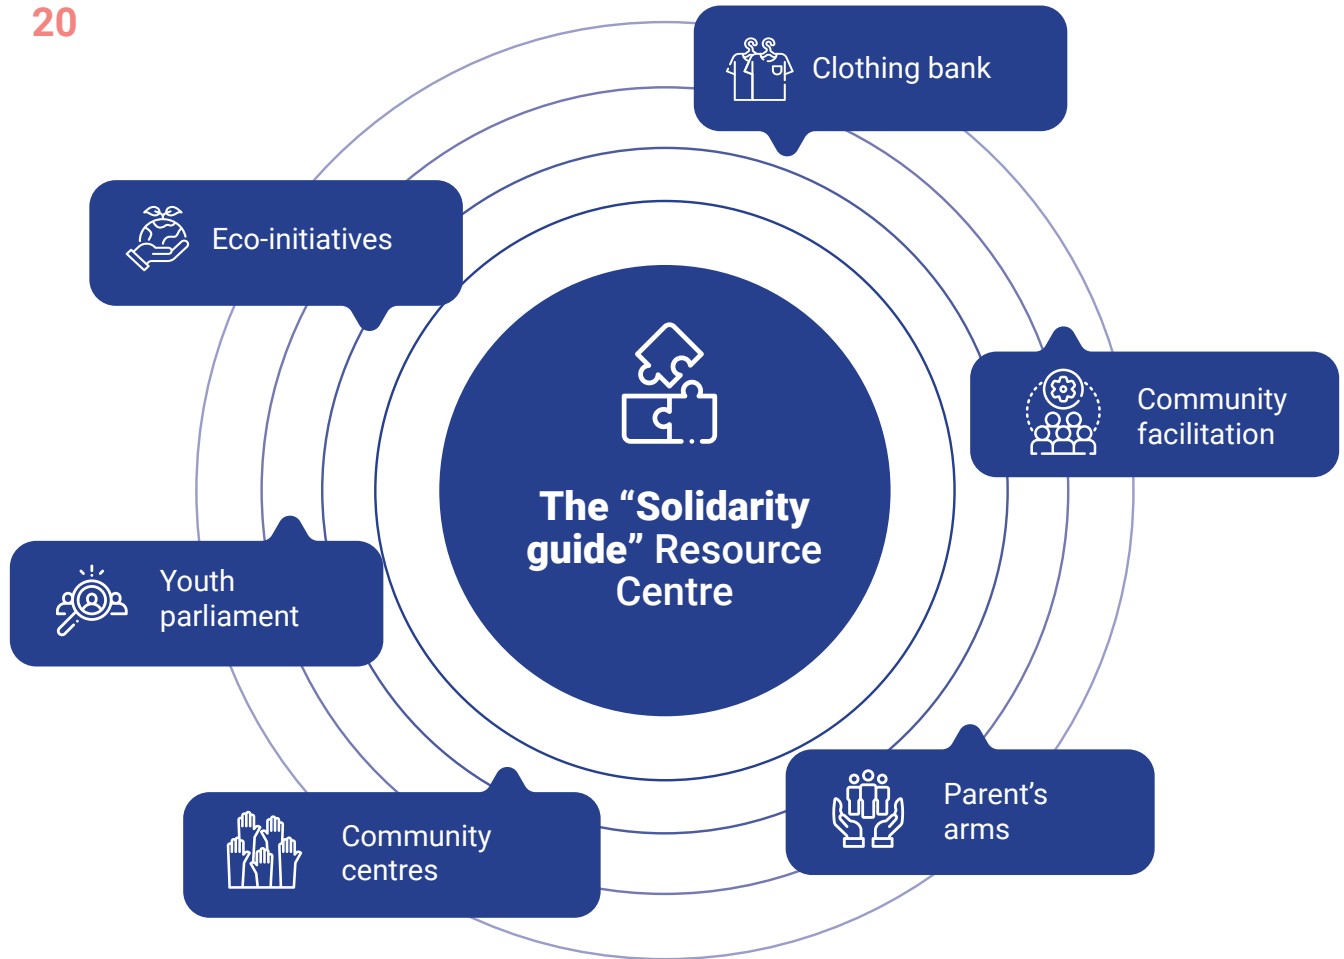 20
Clothing bank
Eco-initiatives
Community
facilitation
The “Solidarity
guide” Resource
Centre
Youth
parliament
Parent’s
arms
Community
centres